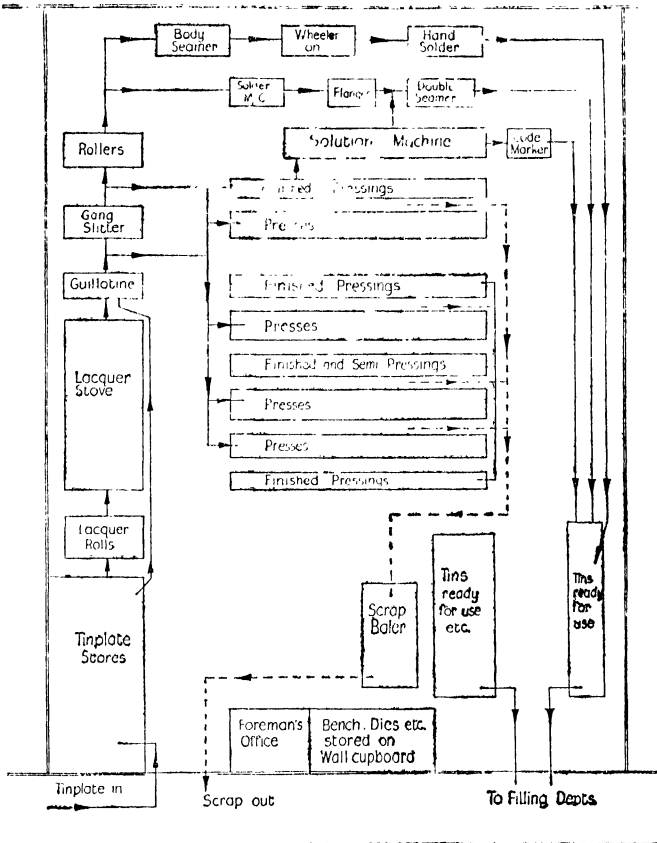 Body
Seamer
Wheeler
on
Hand
Solder
Solder
M/C
Flanger
Double
Seamer
Rollers
Solution Machine
Code
Marker
Pressings
Gang
Slitter
Presses
Guillotine
Finished Pressings
Presses
Lacquer
Stove
Finished and Semi Pressings
Presses
Presses
Finished Pressings
Lacquer
Rolls
Tinplate
Stores
Scrap
Baler
Tins
ready
for use
etc.
Tins
ready
for
use
Foreman's
Office
Bench. Dies etc.
stored on
Wall cupboard
Tinplate in
Scrap out
To Filling Depts.